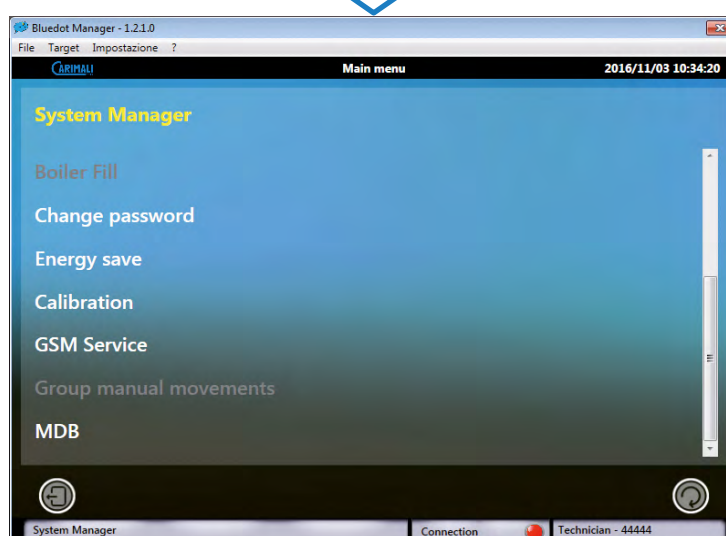 Bluedot Manager - 1.2.1.0
File Target Impostazione ?
CARIMALI Main menu 2016/11/03 10:34:20
System Manager
Boiler Fill
Change password
Energy save
Calibration
GSM Service
Group manual movements
MDB
System Manager Connection Technician - 44444